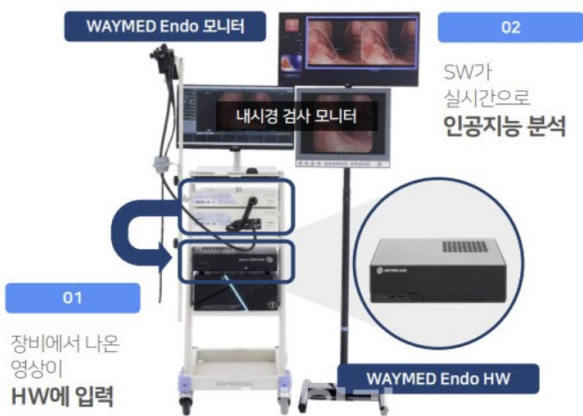 WAYMED Endo 모니터
내시경 검사 모니터
02
SW가
실시간으로
인공지능 분석
01
장비에서 나온
영상이
HW에 입력
WAYMED Endo HW